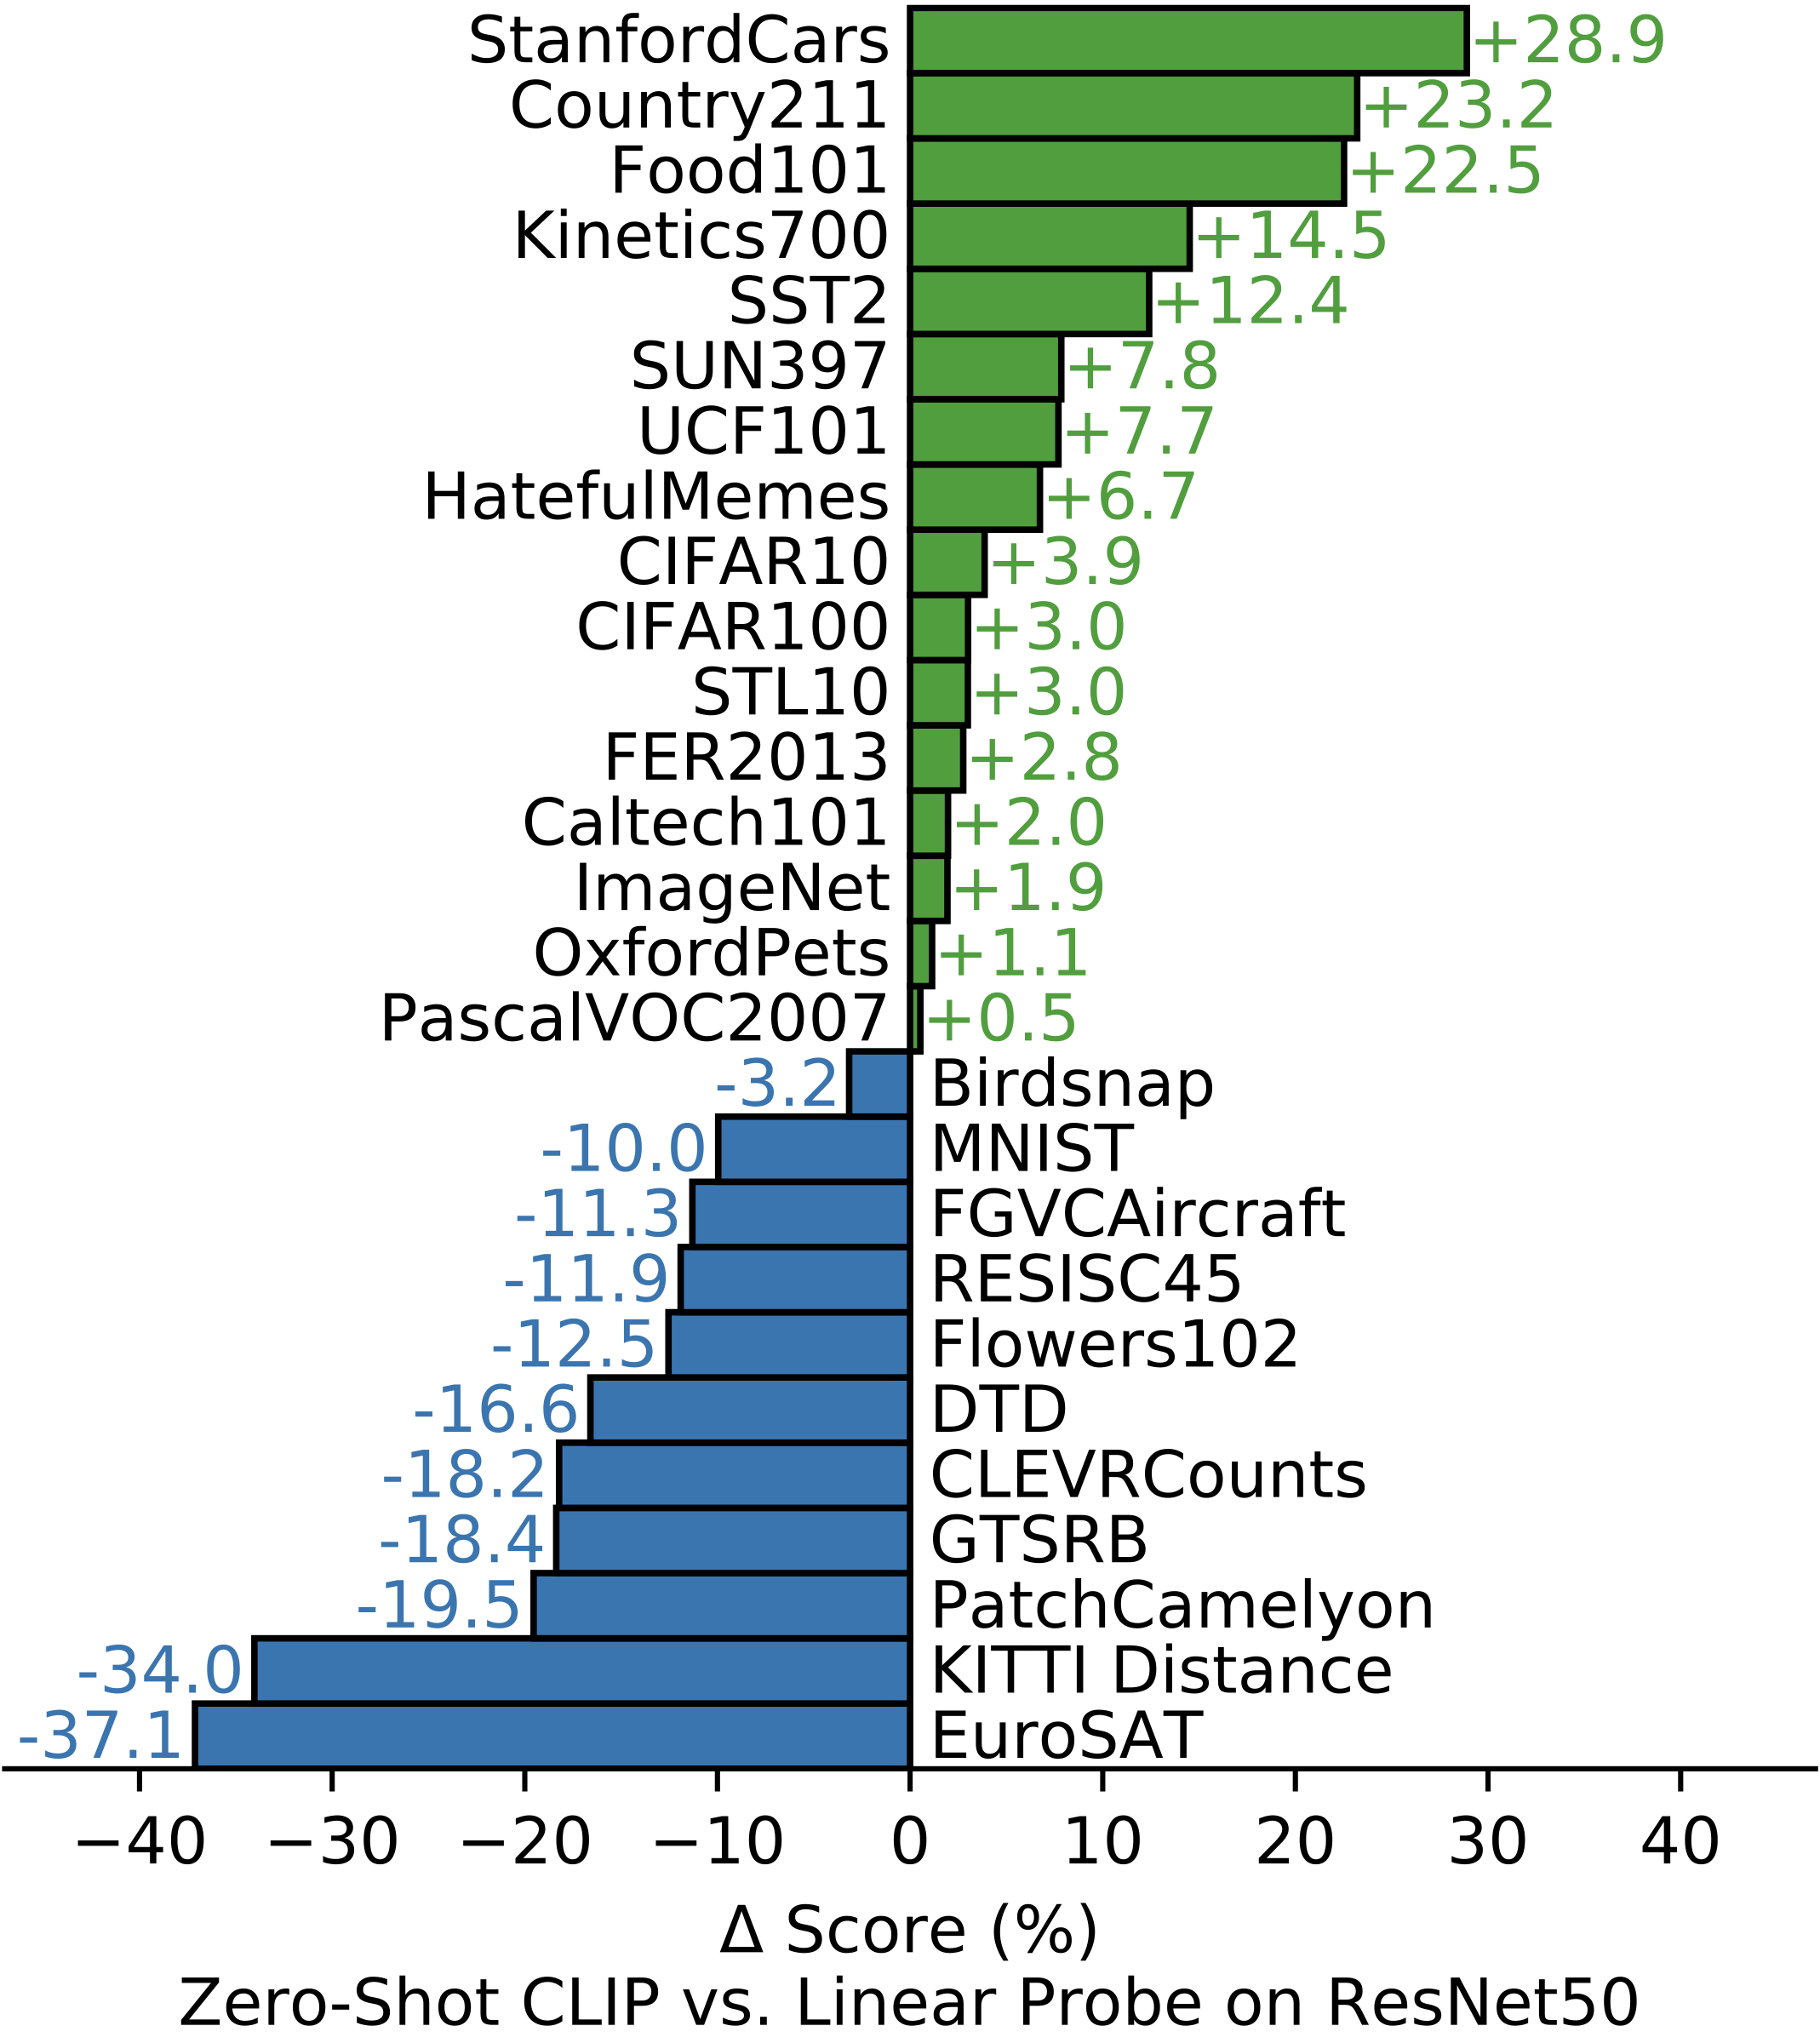 StanfordCars +28.9
Country211 +23.2
Food101 +22.5
Kinetics700 +14.5
SST2 +12.4
SUN397 +7.8
UCF101 +7.7
HatefulMemes +6.7
CIFAR10 +3.9
CIFAR100 +3.0
STL10 +3.0
FER2013 +2.8
Caltech101 +2.0
ImageNet +1.9
OxfordPets +1.1
PascalVOC2007 +0.5
-3.2 Birdsnap
-10.0 MNIST
-11.3 FGVCAircraft
-11.9 RESISC45
-12.5 Flowers102
-16.6 DTD
-18.2 CLEVRCounts
-18.4 GTSRB
-19.5 PatchCamelyon
-34.0 KITTI Distance
-37.1 EuroSAT
−40 −30 −20 −10 0 10 20 30 40
Δ Score (%)
Zero-Shot CLIP vs. Linear Probe on ResNet50